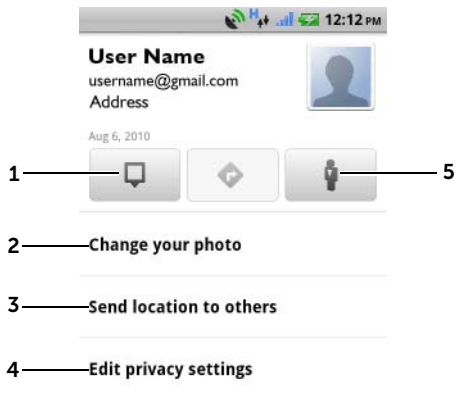 H 12:12 PM
User Name
username@gmail.com
Address
Aug 6, 2010
1
5
2 Change your photo
3 Send location to others
4 Edit privacy settings